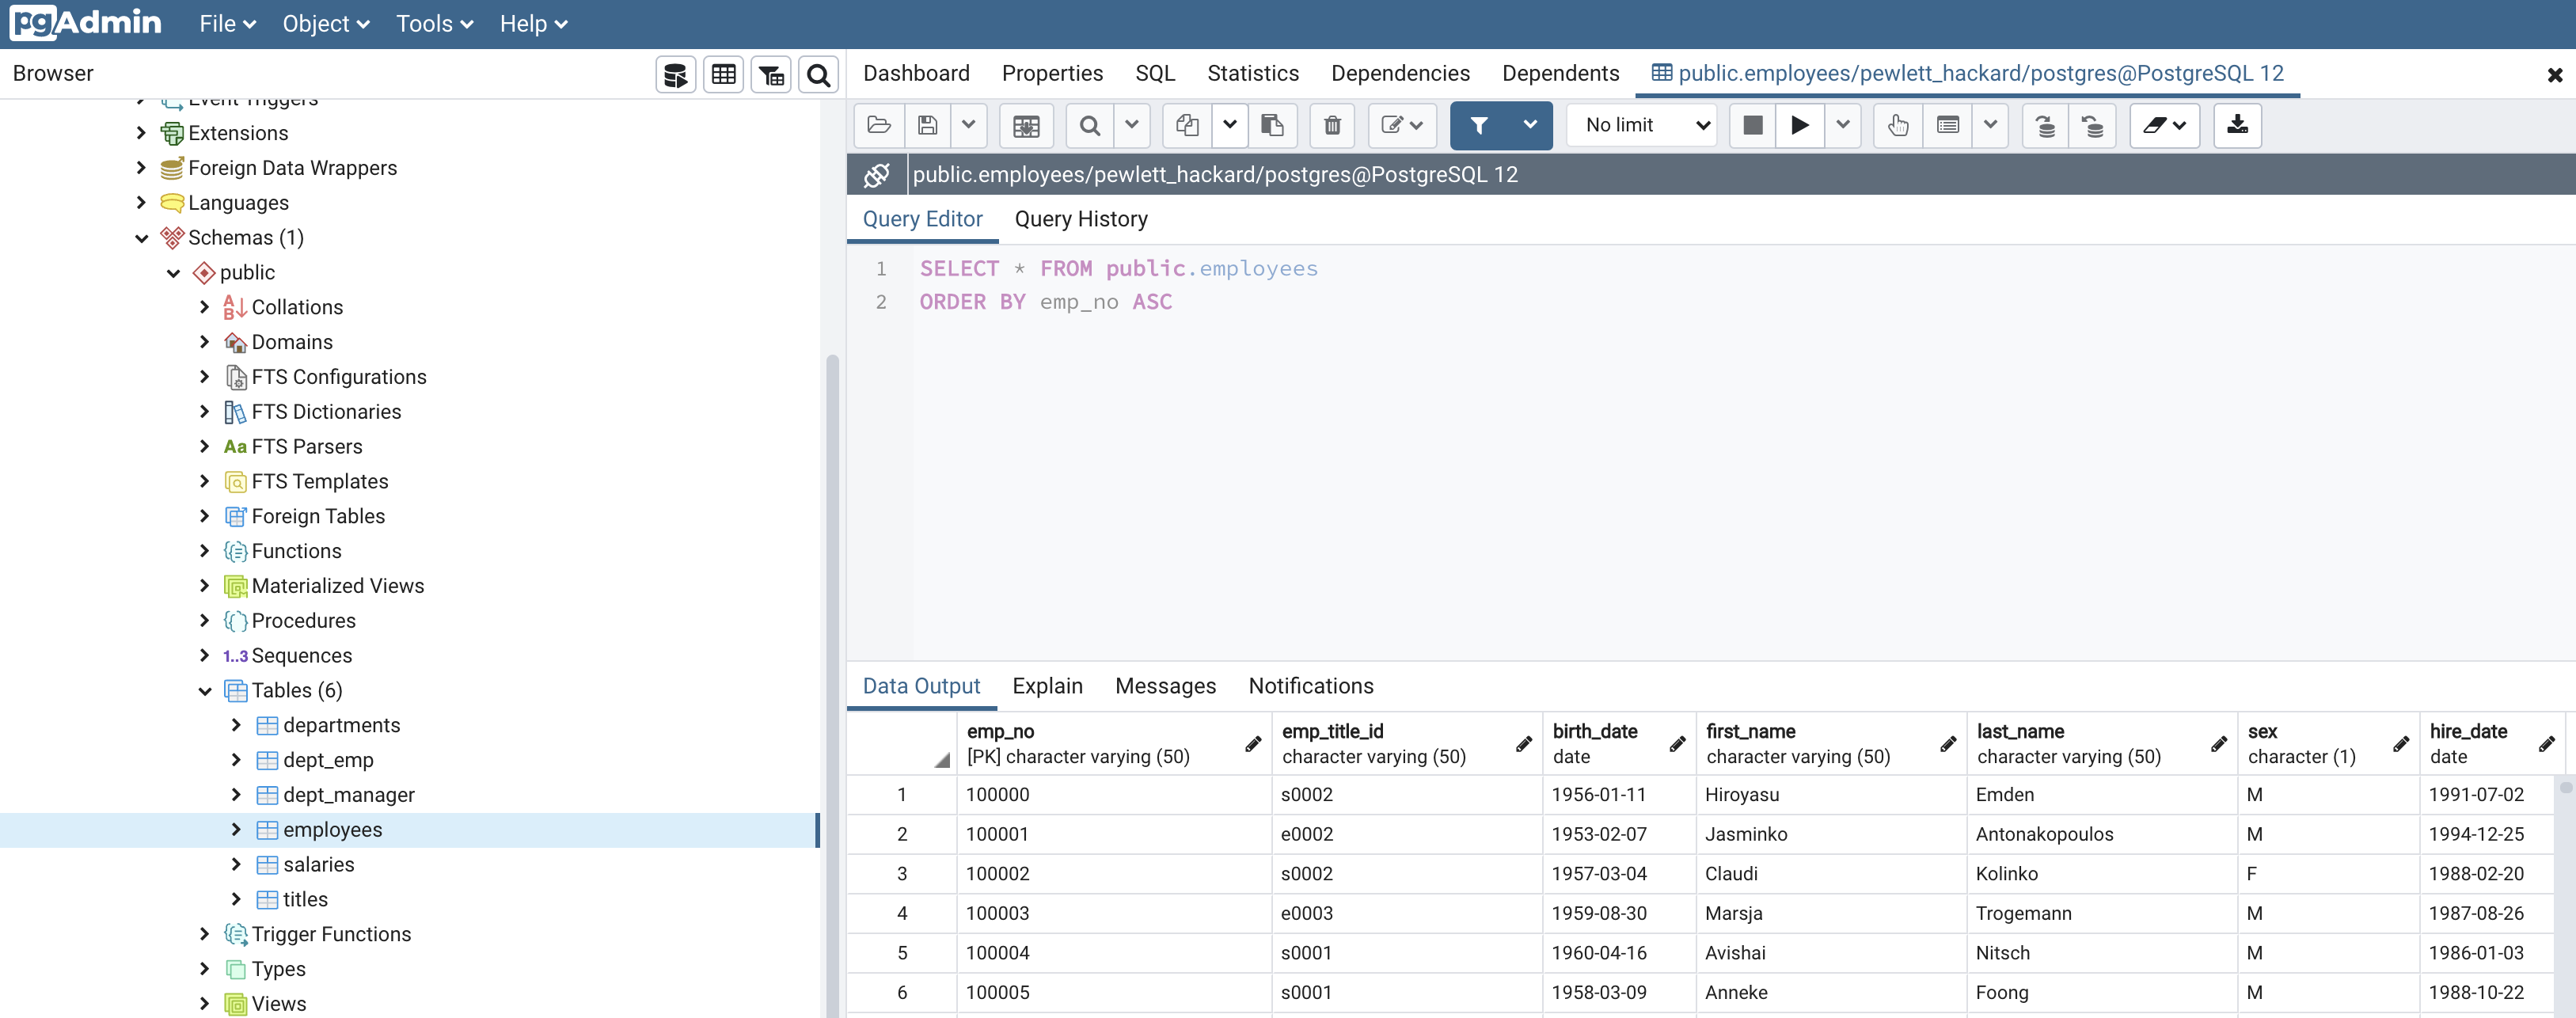 pgAdmin File Object Tools Help
Browser
Event Triggers
Extensions
Foreign Data Wrappers
Languages
Schemas (1)
public
Collations
Domains
FTS Configurations
FTS Dictionaries
Aa FTS Parsers
FTS Templates
Foreign Tables
Functions
Materialized Views
Procedures
1..3 Sequences
Tables (6)
departments
dept_emp
dept_manager
employees
salaries
titles
Trigger Functions
Types
Views
Dashboard Properties SQL Statistics Dependencies Dependents public.employees/pewlett_hackard/postgres@PostgreSQL 12
No limit
public.employees/pewlett_hackard/postgres@PostgreSQL 12
Query Editor Query History
1 SELECT * FROM public.employees
2 ORDER BY emp_no ASC
Data Output Explain Messages Notifications
emp_no emp_title_id birth_date first_name last_name sex hire_date
[PK] character varying (50) character varying (50) date character varying (50) character varying (50) character (1) date
1 100000 s0002 1956-01-11 Hiroyasu Emden M 1991-07-02
2 100001 e0002 1953-02-07 Jasminko Antonakopoulos M 1994-12-25
3 100002 s0002 1957-03-04 Claudi Kolinko F 1988-02-20
4 100003 e0003 1959-08-30 Marsja Trogemann M 1987-08-26
5 100004 s0001 1960-04-16 Avishai Nitsch M 1986-01-03
6 100005 s0001 1958-03-09 Anneke Foong M 1988-10-22